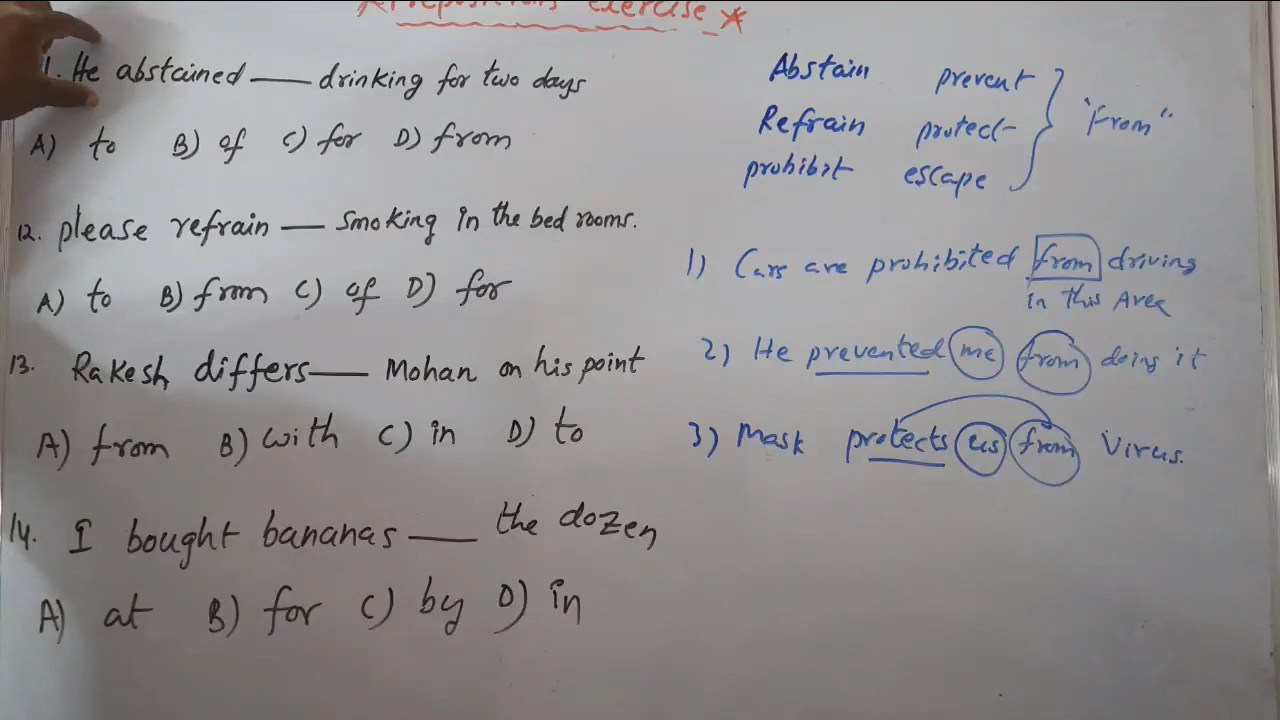 Prepositions exercise *
1. He abstained ___ drinking for two days
A) to B) of C) for D) from
12. please refrain ___ smoking in the bed rooms.
A) to B) from C) of D) for
13. Rakesh differs ___ Mohan on his point
A) from B) with C) in D) to
14. I bought bananas ___ the dozen
A) at B) for C) by D) in
Abstain prevent
Refrain protect
prohibit escape
"From"
1) Cars are prohibited from driving
in this Area
2) He prevented me from doing it
3) Mask protects us from Virus.